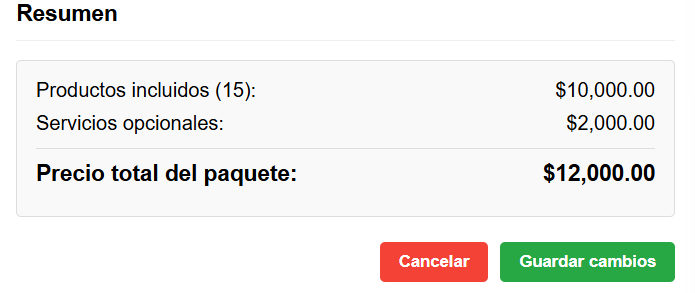 Resumen
Productos incluidos (15): $10,000.00
Servicios opcionales: $2,000.00
Precio total del paquete: $12,000.00
Cancelar Guardar cambios